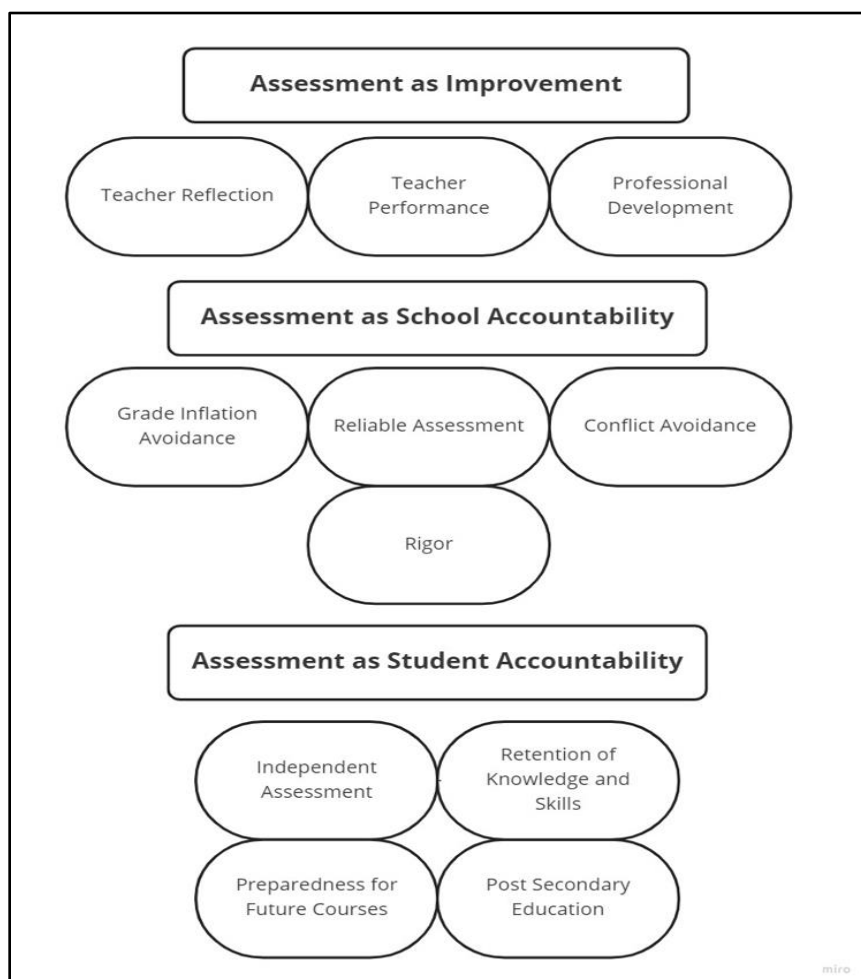 Assessment as Improvement
Teacher Reflection
Teacher
Performance
Professional
Development
Assessment as School Accountability
Grade Inflation
Avoidance
Reliable Assessment
Conflict Avoidance
Rigor
Assessment as Student Accountability
Independent
Assessment
Retention of
Knowledge and
Skills
Preparedness for
Future Courses
Post Secondary
Education
miro